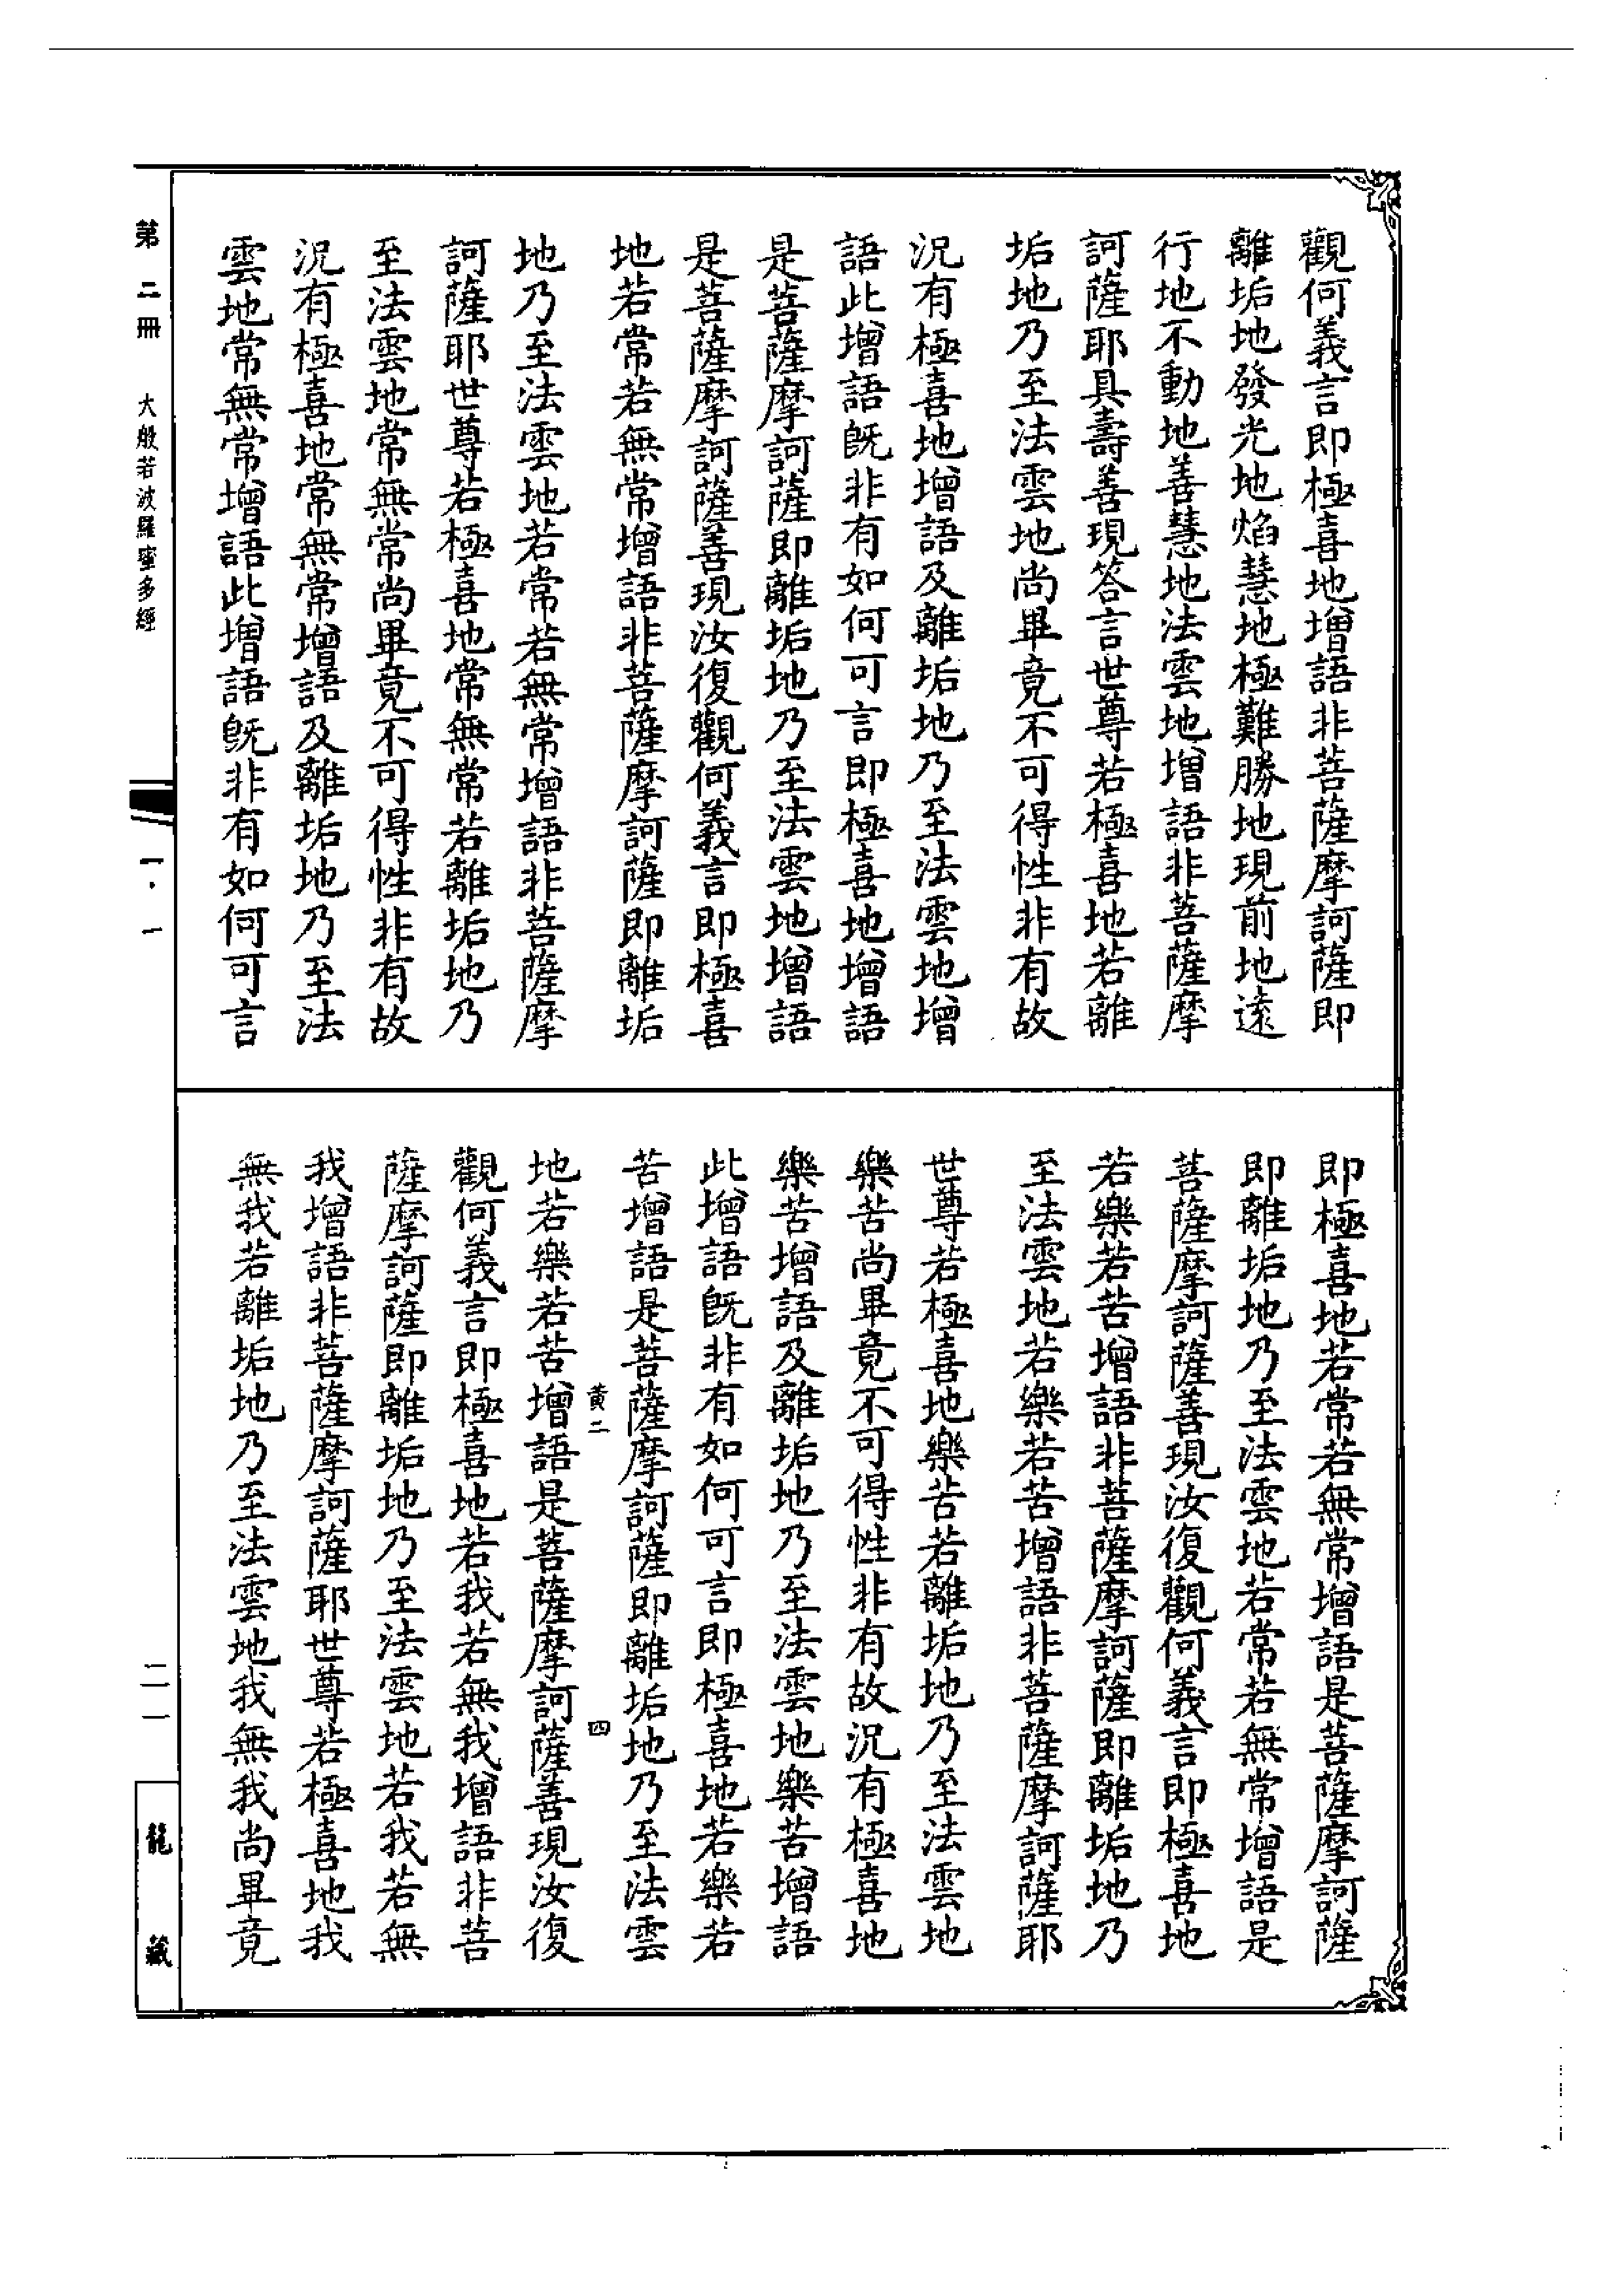 觀何義言即極喜地增語非菩薩摩訶薩即
離垢地發光地焰慧地極難勝地現前地遠
行地不動地善慧地法雲地增語非菩薩摩
訶薩耶具壽善現答言世尊若極喜地若離
垢地乃至法雲地尚畢竟不可得性非有故
況有極喜地增語及離垢地乃至法雲地增
語此增語既非有如何可言即極喜地增語
是菩薩摩訶薩即離垢地乃至法雲地增語
是菩薩摩訶薩善現汝復觀何義言即極喜
地若常若無常增語非菩薩摩訶薩即離垢
地乃至法雲地若常若無常增語非菩薩摩
訶薩耶世尊若極喜地常無常若離垢地乃
至法雲地常無常尚畢竟不可得性非有故
況有極喜地常無常增語及離垢地乃至法
雲地常無常增語此增語既非有如何可言
即極喜地若常若無常增語是菩薩摩訶薩
即離垢地乃至法雲地若常若無常增語是
菩薩摩訶薩善現汝復觀何義言即極喜地
若樂若苦增語非菩薩摩訶薩即離垢地乃
至法雲地若樂若苦增語非菩薩摩訶薩耶
世尊若極喜地樂苦若離垢地乃至法雲地
樂苦尚畢竟不可得性非有故況有極喜地
樂苦增語及離垢地乃至法雲地樂苦增語
此增語既非有如何可言即極喜地若樂若
苦增語是菩薩摩訶薩即離垢地乃至法雲
黃二 四
地若樂若苦增語是菩薩摩訶薩善現汝復
觀何義言即極喜地若我若無我增語非菩
薩摩訶薩即離垢地乃至法雲地若我若無
我增語非菩薩摩訶薩耶世尊若極喜地我
無我若離垢地乃至法雲地我無我尚畢竟
第二冊 大般若波羅蜜多經 一·一 二一 龍藏